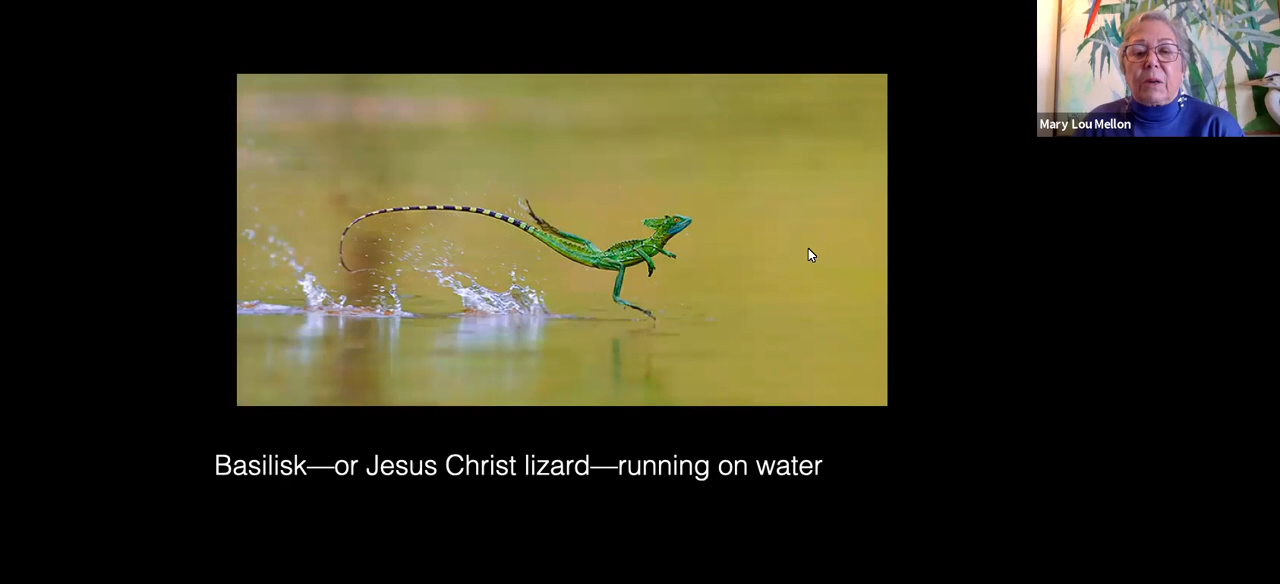 Mary Lou Mellon
Basilisk—or Jesus Christ lizard—running on water